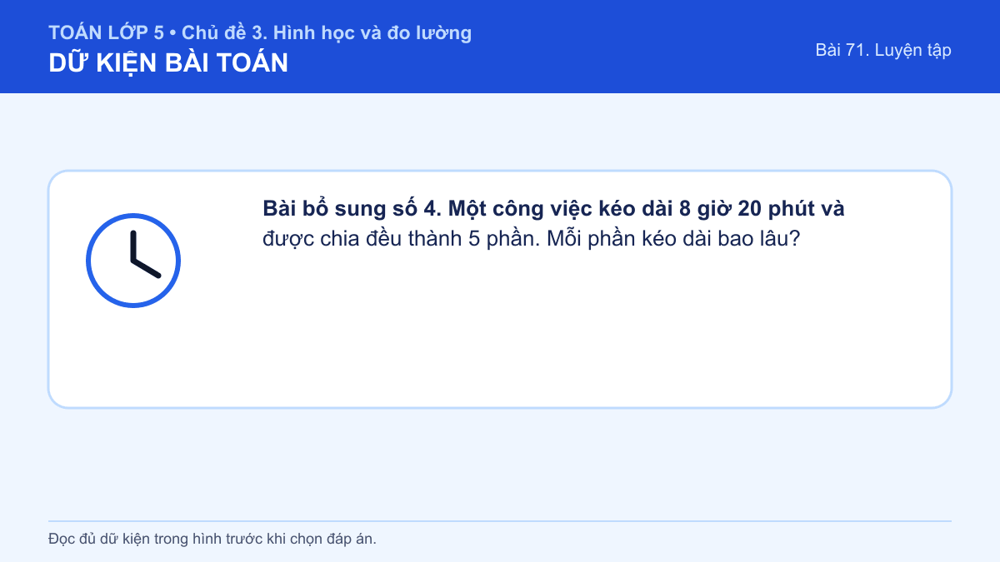 TOÁN LỚP 5 • Chủ đề 3. Hình học và đo lường
DỮ KIỆN BÀI TOÁN
Bài 71. Luyện tập
Bài bổ sung số 4. Một công việc kéo dài 8 giờ 20 phút và
được chia đều thành 5 phần. Mỗi phần kéo dài bao lâu?
Đọc đủ dữ kiện trong hình trước khi chọn đáp án.